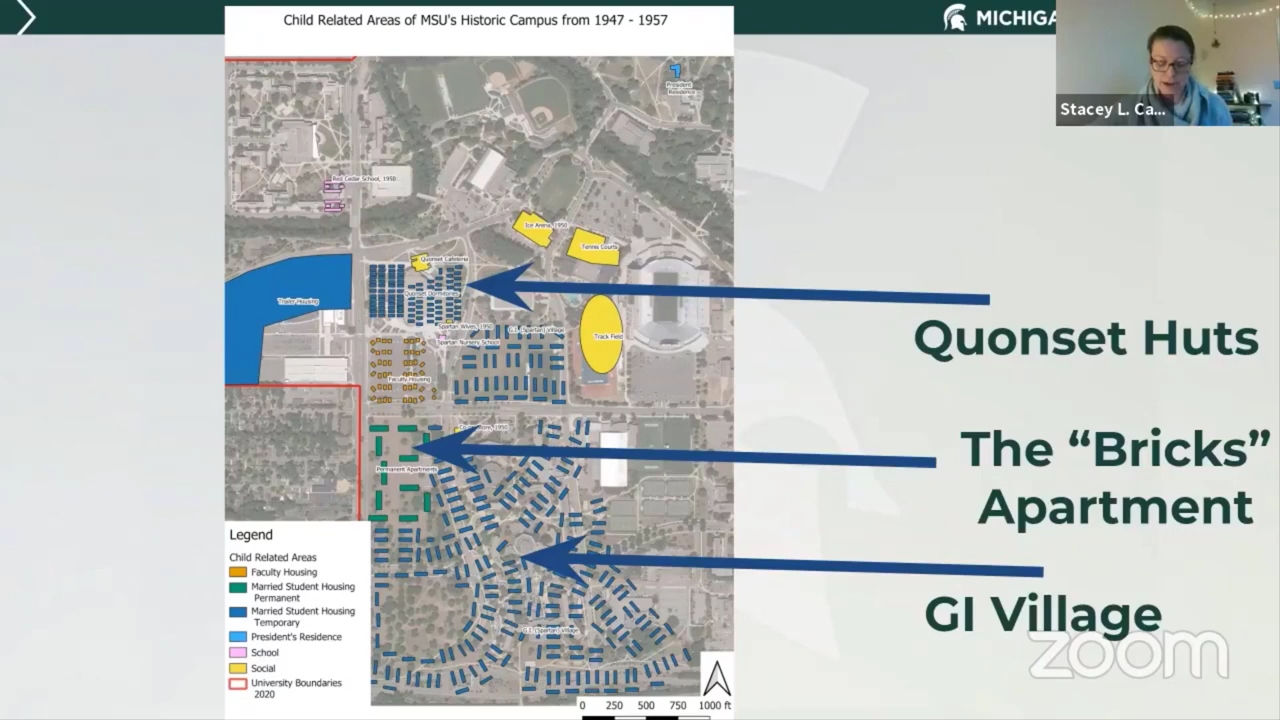 Child Related Areas of MSU's Historic Campus from 1947 - 1957
MICHIGA
Stacey L. Ca...
President
Residence
Red Cedar School, 1950
Ice Arena, 1950
Tennis Courts
Quonset Cafeteria
Trailer Housing
Quonset Dormitories
Spartan Wives, 1950
G.I. (Spartan) Village
Spartan Nursery School
Track Field
Faculty Housing
Permanent Apartments
G.I. (Spartan) Village
Quonset Huts
The “Bricks”
Apartment
GI Village
Legend
Child Related Areas
Faculty Housing
Married Student Housing
Permanent
Married Student Housing
Temporary
President's Residence
School
Social
University Boundaries
2020
0 250 500 750 1000 ft
zoom